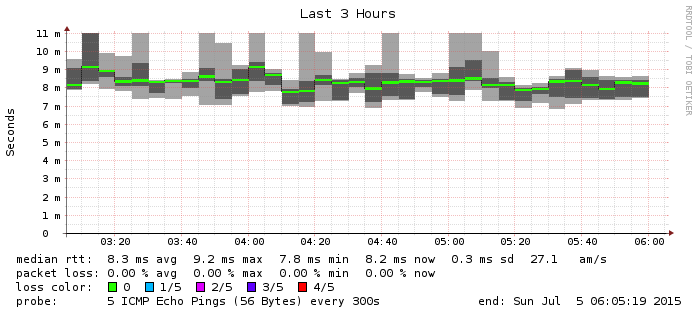 Last 3 Hours
RRDTOOL / TOBI OETIKER
Seconds
11 m
10 m
9 m
8 m
7 m
6 m
5 m
4 m
3 m
2 m
1 m
0
03:20 03:40 04:00 04:20 04:40 05:00 05:20 05:40 06:00
median rtt: 8.3 ms avg 9.2 ms max 7.8 ms min 8.2 ms now 0.3 ms sd 27.1 am/s
packet loss: 0.00 % avg 0.00 % max 0.00 % min 0.00 % now
loss color: 0 1/5 2/5 3/5 4/5
probe: 5 ICMP Echo Pings (56 Bytes) every 300s end: Sun Jul 5 06:05:19 2015